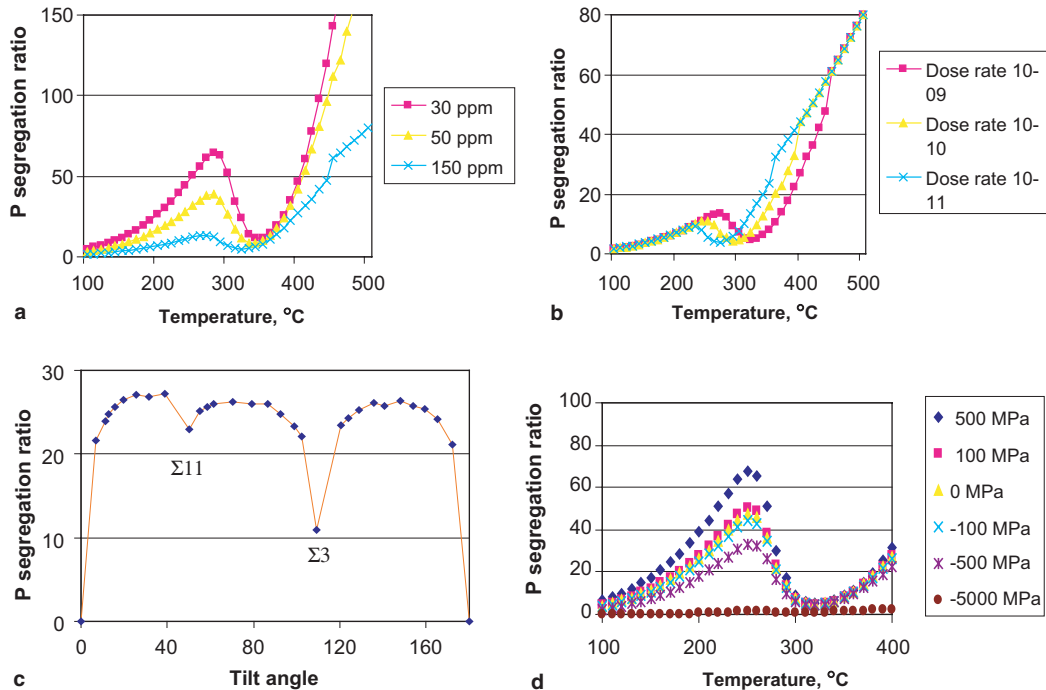 P segregation ratio
150
100
50
0
100
200
300
400
500
Temperature, °C
30 ppm
50 ppm
150 ppm
a
P segregation ratio
80
60
40
20
0
100
200
300
400
500
Temperature, °C
Dose rate 10-
09
Dose rate 10-
10
Dose rate 10-
11
b
P segregation ratio
30
20
10
0
Σ11
Σ3
0
40
80
120
160
Tilt angle
c
P segregation ratio
100
80
60
40
20
0
100
200
300
400
Temperature, °C
500 MPa
100 MPa
0 MPa
-100 MPa
-500 MPa
-5000 MPa
d